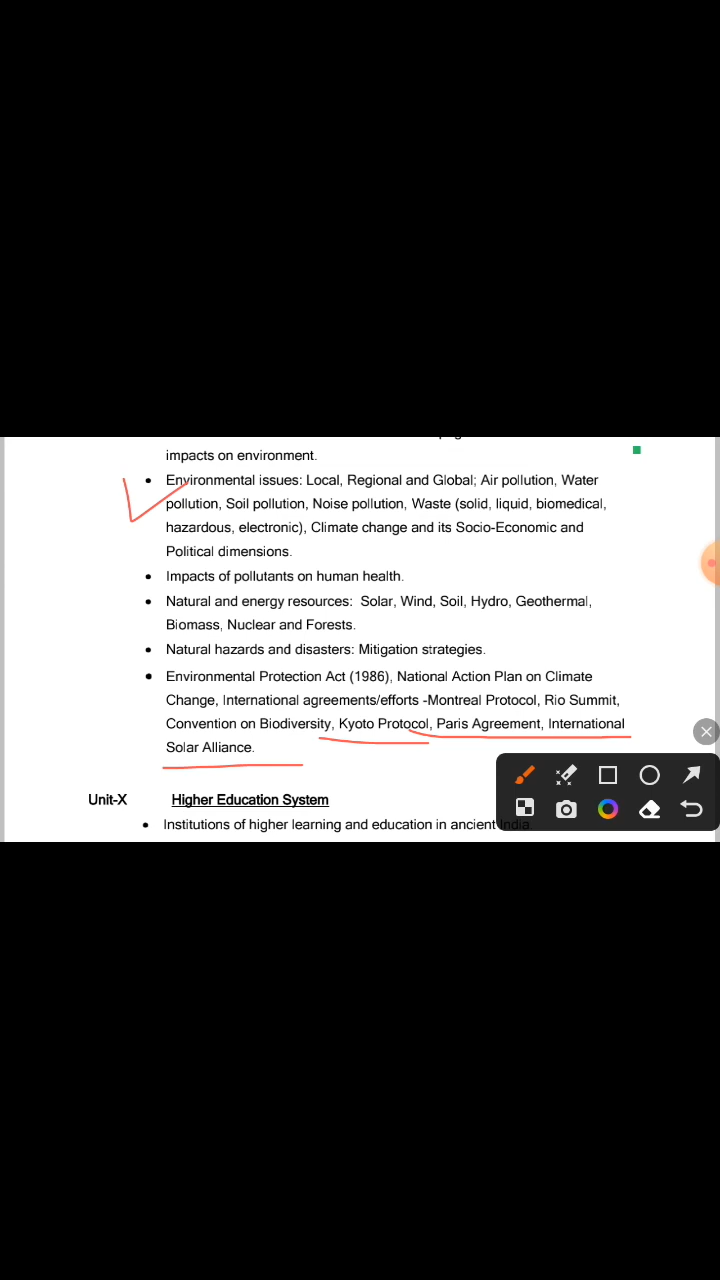 impacts on environment.
• Environmental issues: Local, Regional and Global; Air pollution, Water
pollution, Soil pollution, Noise pollution, Waste (solid, liquid, biomedical,
hazardous, electronic), Climate change and its Socio-Economic and
Political dimensions.
• Impacts of pollutants on human health.
• Natural and energy resources: Solar, Wind, Soil, Hydro, Geothermal,
Biomass, Nuclear and Forests.
• Natural hazards and disasters: Mitigation strategies.
• Environmental Protection Act (1986), National Action Plan on Climate
Change, International agreements/efforts -Montreal Protocol, Rio Summit,
Convention on Biodiversity, Kyoto Protocol, Paris Agreement, International
Solar Alliance.
Unit-X Higher Education System
• Institutions of higher learning and education in ancient India